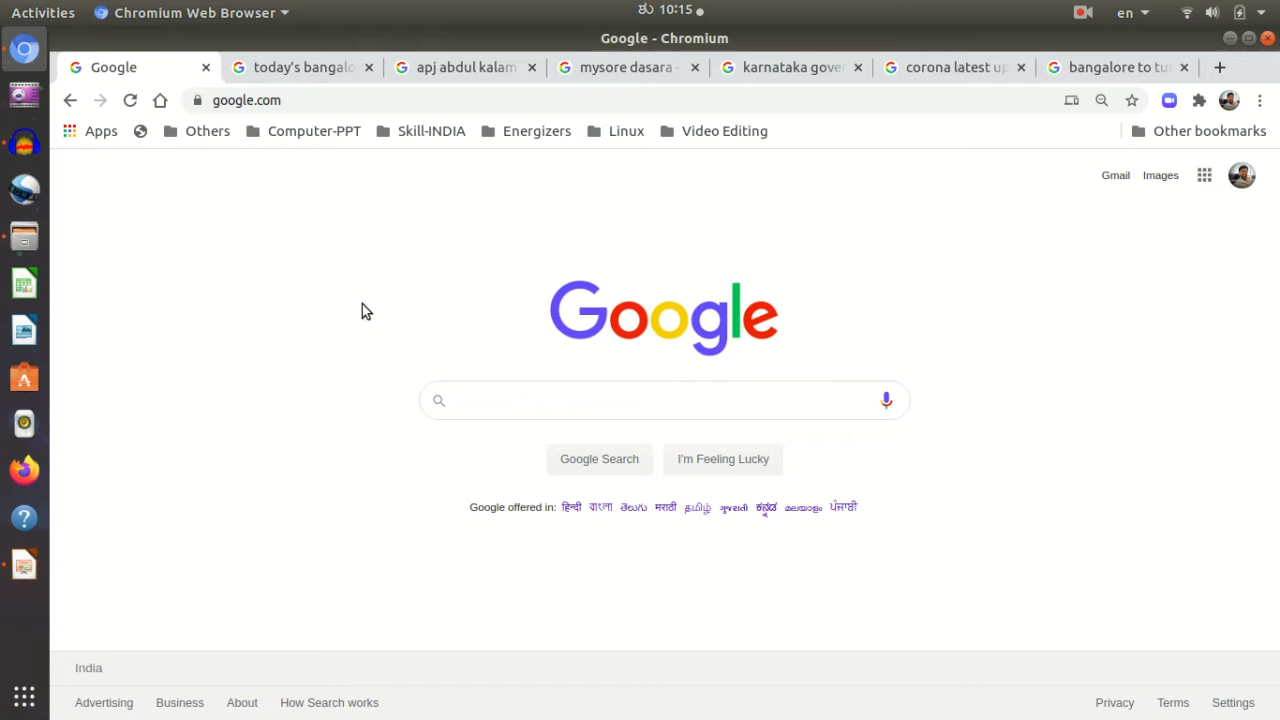 Activities Chromium Web Browser ಶು 10:15 en
Google - Chromium
Google today's bangalo apj abdul kalam mysore dasara - karnataka gover corona latest up bangalore to tu
google.com
Apps Others Computer-PPT Skill-INDIA Energizers Linux Video Editing Other bookmarks
Gmail Images
Google
Google Search I'm Feeling Lucky
Google offered in: हिन्दी বাংলা తెలుగు मराठी தமிழ் ગુજરાતી ಕನ್ನಡ മലയാളം ਪੰਜਾਬੀ
India
Advertising Business About How Search works Privacy Terms Settings